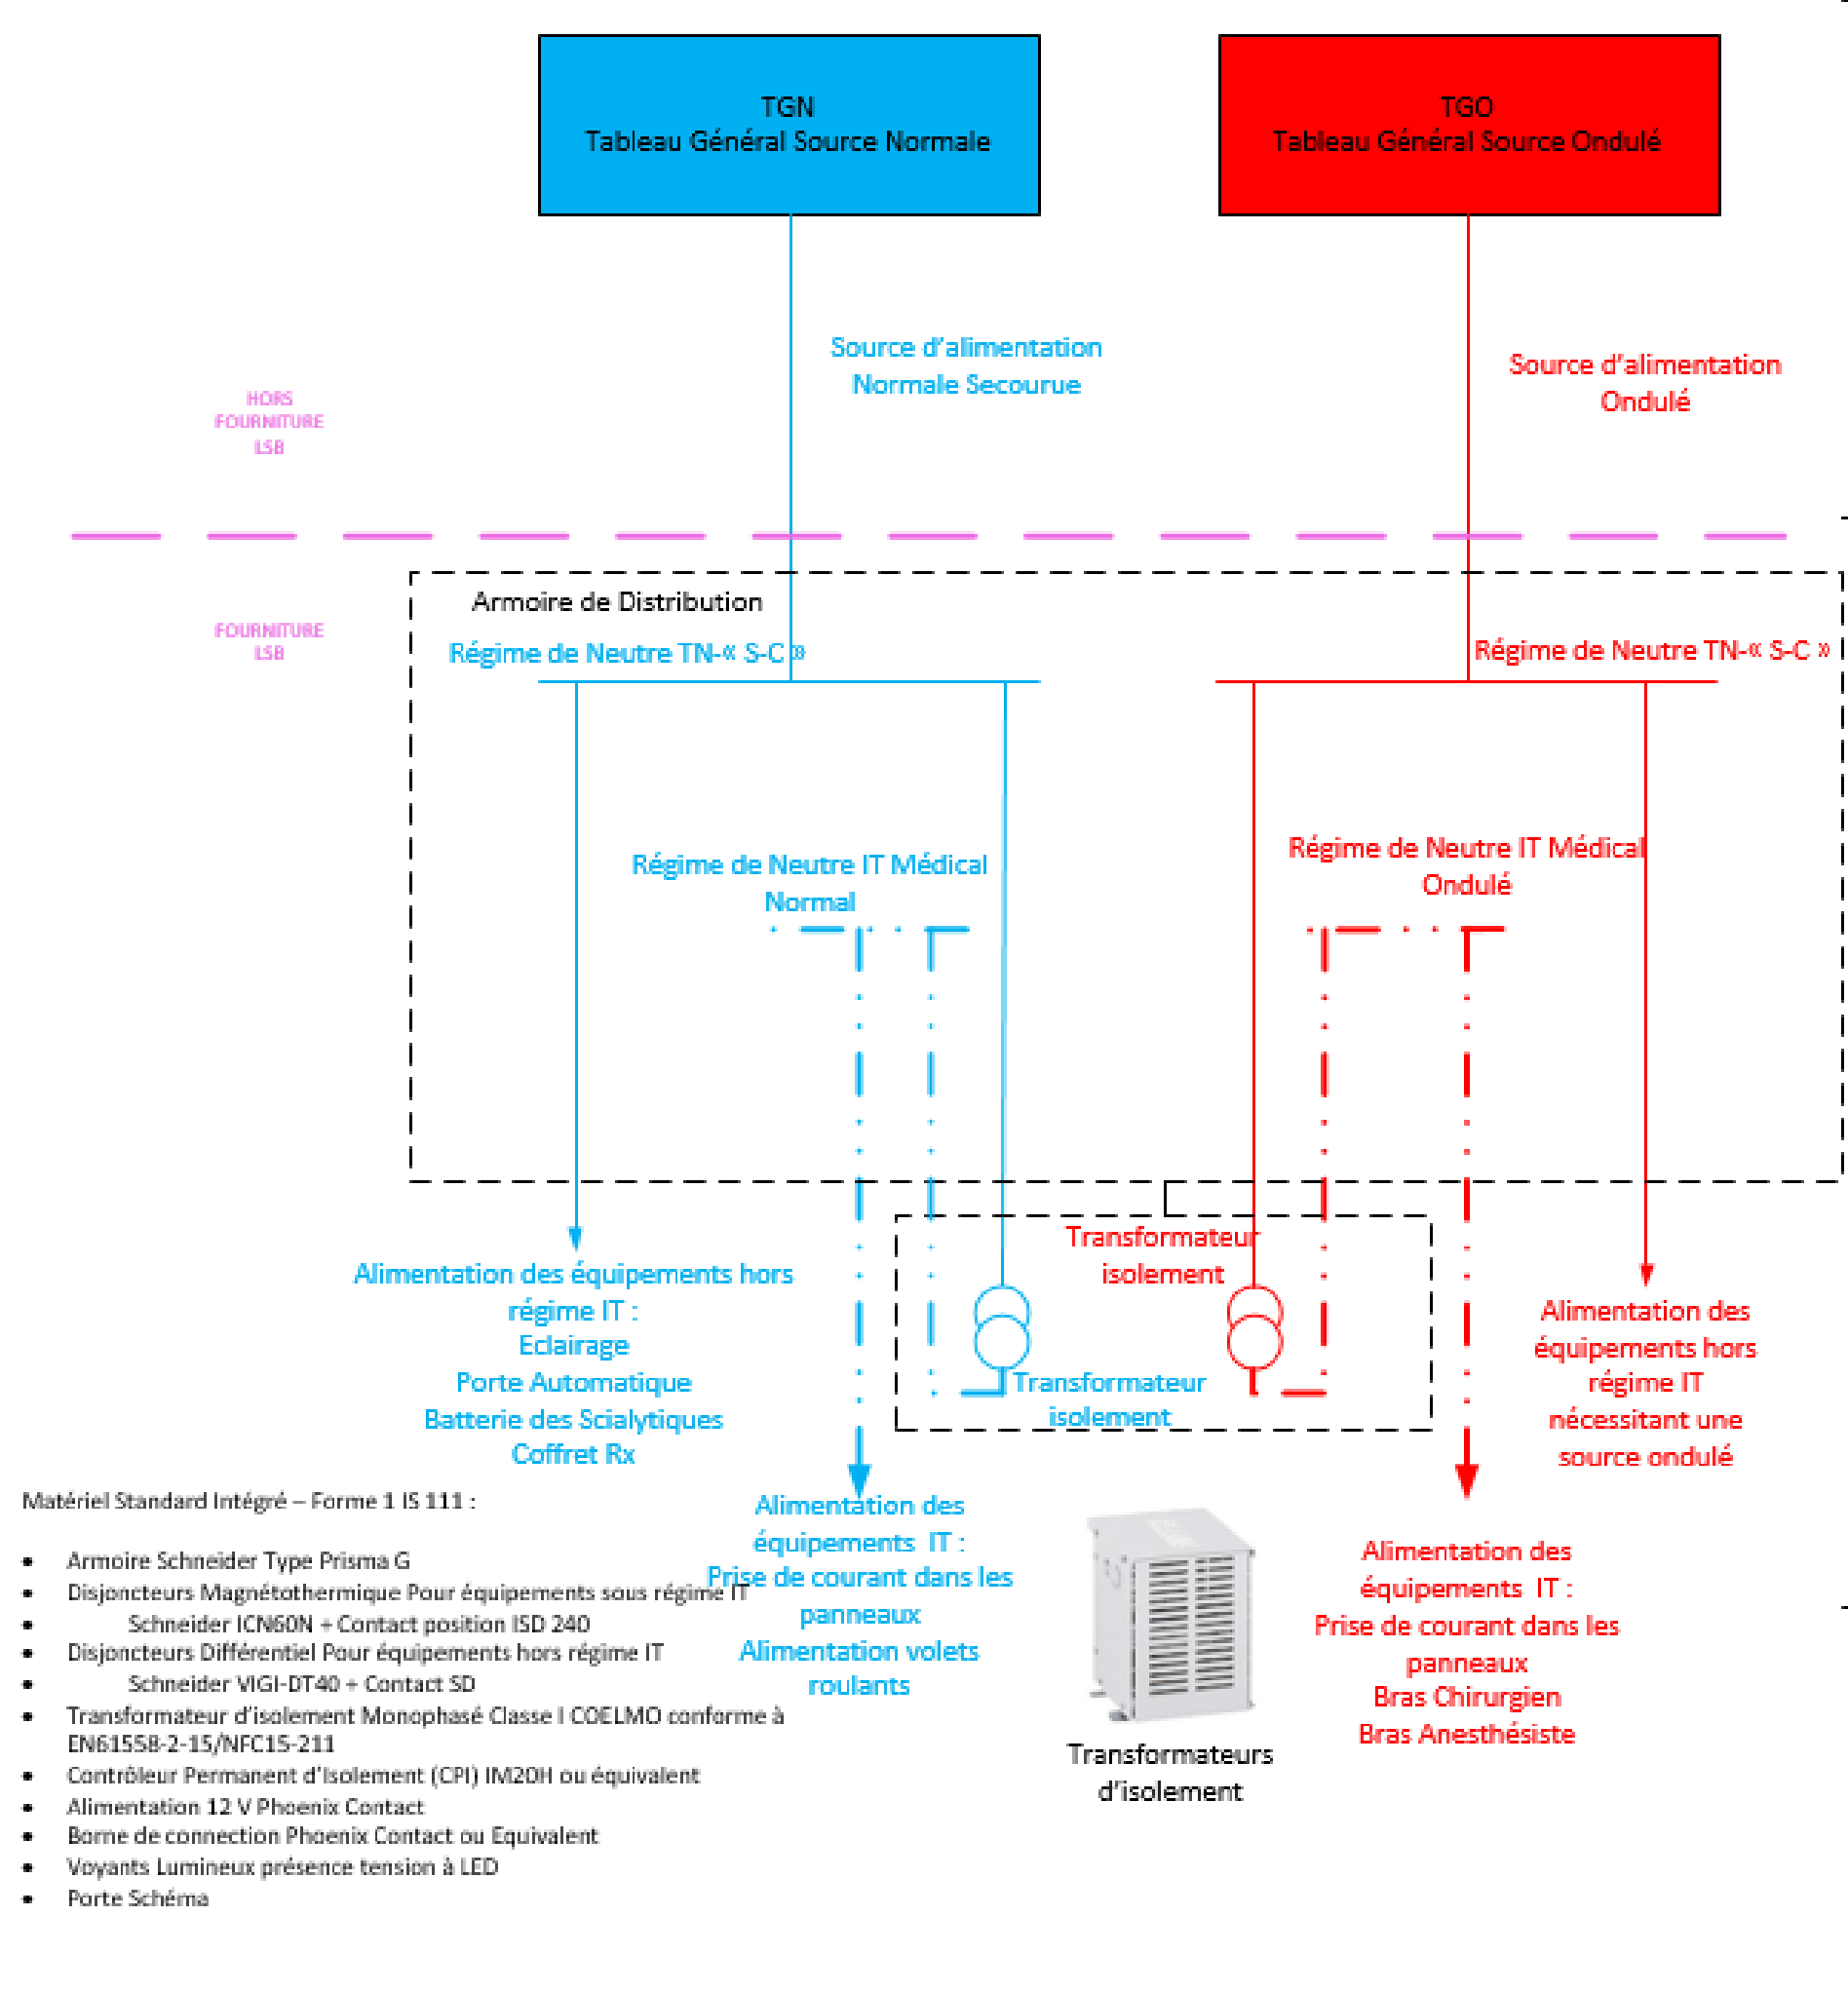 TGN
Tableau Général Source Normale
TGO
Tableau Général Source Ondulé
Source d'alimentation
Normale Secourue
Source d'alimentation
Ondulé
HORS
FOURNITURE
LSB
FOURNITURE
LSB
Armoire de Distribution
Régime de Neutre TN-« S-C »
Régime de Neutre TN-« S-C »
Régime de Neutre IT Médical
Normal
Régime de Neutre IT Médical
Ondulé
Transformateur
isolement
Transformateur
isolement
Alimentation des équipements hors
régime IT :
Eclairage
Porte Automatique
Batterie des Scialytiques
Coffret Rx
Alimentation des
équipements hors
régime IT
nécessitant une
source ondulé
Alimentation des
équipements IT :
Prise de courant dans les
panneaux
Alimentation volets
roulants
Alimentation des
équipements IT :
Prise de courant dans les
panneaux
Bras Chirurgien
Bras Anesthésiste
Transformateurs
d'isolement
Matériel Standard Intégré – Forme 1 IS 111 :
• Armoire Schneider Type Prisma G
• Disjoncteurs Magnétothermique Pour équipements sous régime IT
• Schneider ICN60N + Contact position ISD 240
• Disjoncteurs Différentiel Pour équipements hors régime IT
• Schneider VIGI-DT40 + Contact SD
• Transformateur d'isolement Monophasé Classe I COELMO conforme à
EN61558-2-15/NFC15-211
• Contrôleur Permanent d'Isolement (CPI) IM20H ou équivalent
• Alimentation 12 V Phoenix Contact
• Borne de connection Phoenix Contact ou Equivalent
• Voyants Lumineux présence tension à LED
• Porte Schéma